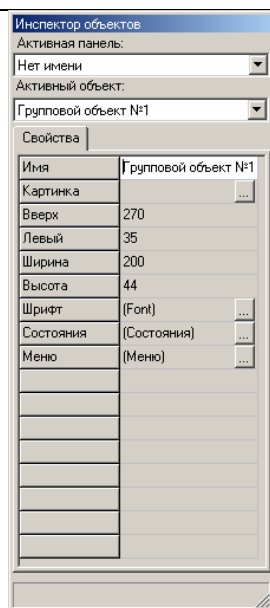 Инспектор объектов
Активная панель:
Нет имени
Активный объект:
Групповой объект №1
Свойства
Имя Групповой объект №1
Картинка ...
Вверх 270
Левый 35
Ширина 200
Высота 44
Шрифт (Font) ...
Состояния (Состояния) ...
Меню (Меню) ...